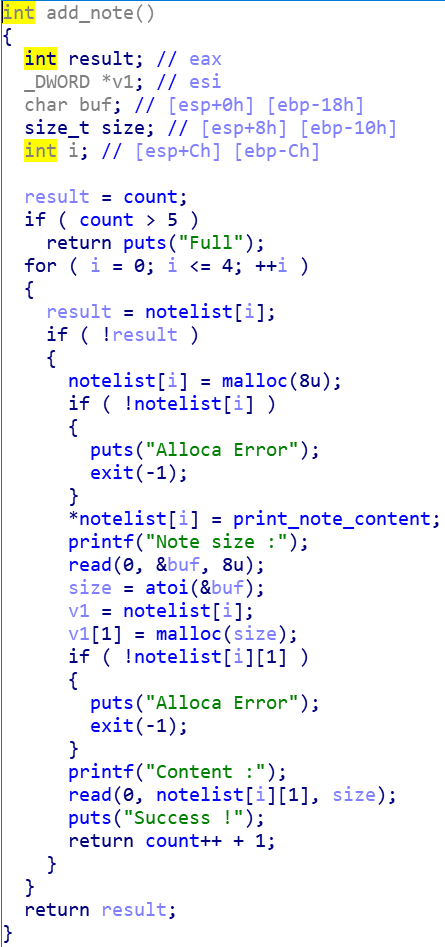 int add_note()
{
  int result; // eax
  _DWORD *v1; // esi
  char buf; // [esp+0h] [ebp-18h]
  size_t size; // [esp+8h] [ebp-10h]
  int i; // [esp+Ch] [ebp-Ch]

  result = count;
  if ( count > 5 )
    return puts("Full");
  for ( i = 0; i <= 4; ++i )
  {
    result = notelist[i];
    if ( !result )
    {
      notelist[i] = malloc(8u);
      if ( !notelist[i] )
      {
        puts("Alloca Error");
        exit(-1);
      }
      *notelist[i] = print_note_content;
      printf("Note size :");
      read(0, &buf, 8u);
      size = atoi(&buf);
      v1 = notelist[i];
      v1[1] = malloc(size);
      if ( !notelist[i][1] )
      {
        puts("Alloca Error");
        exit(-1);
      }
      printf("Content :");
      read(0, notelist[i][1], size);
      puts("Success !");
      return count++ + 1;
    }
  }
  return result;
}